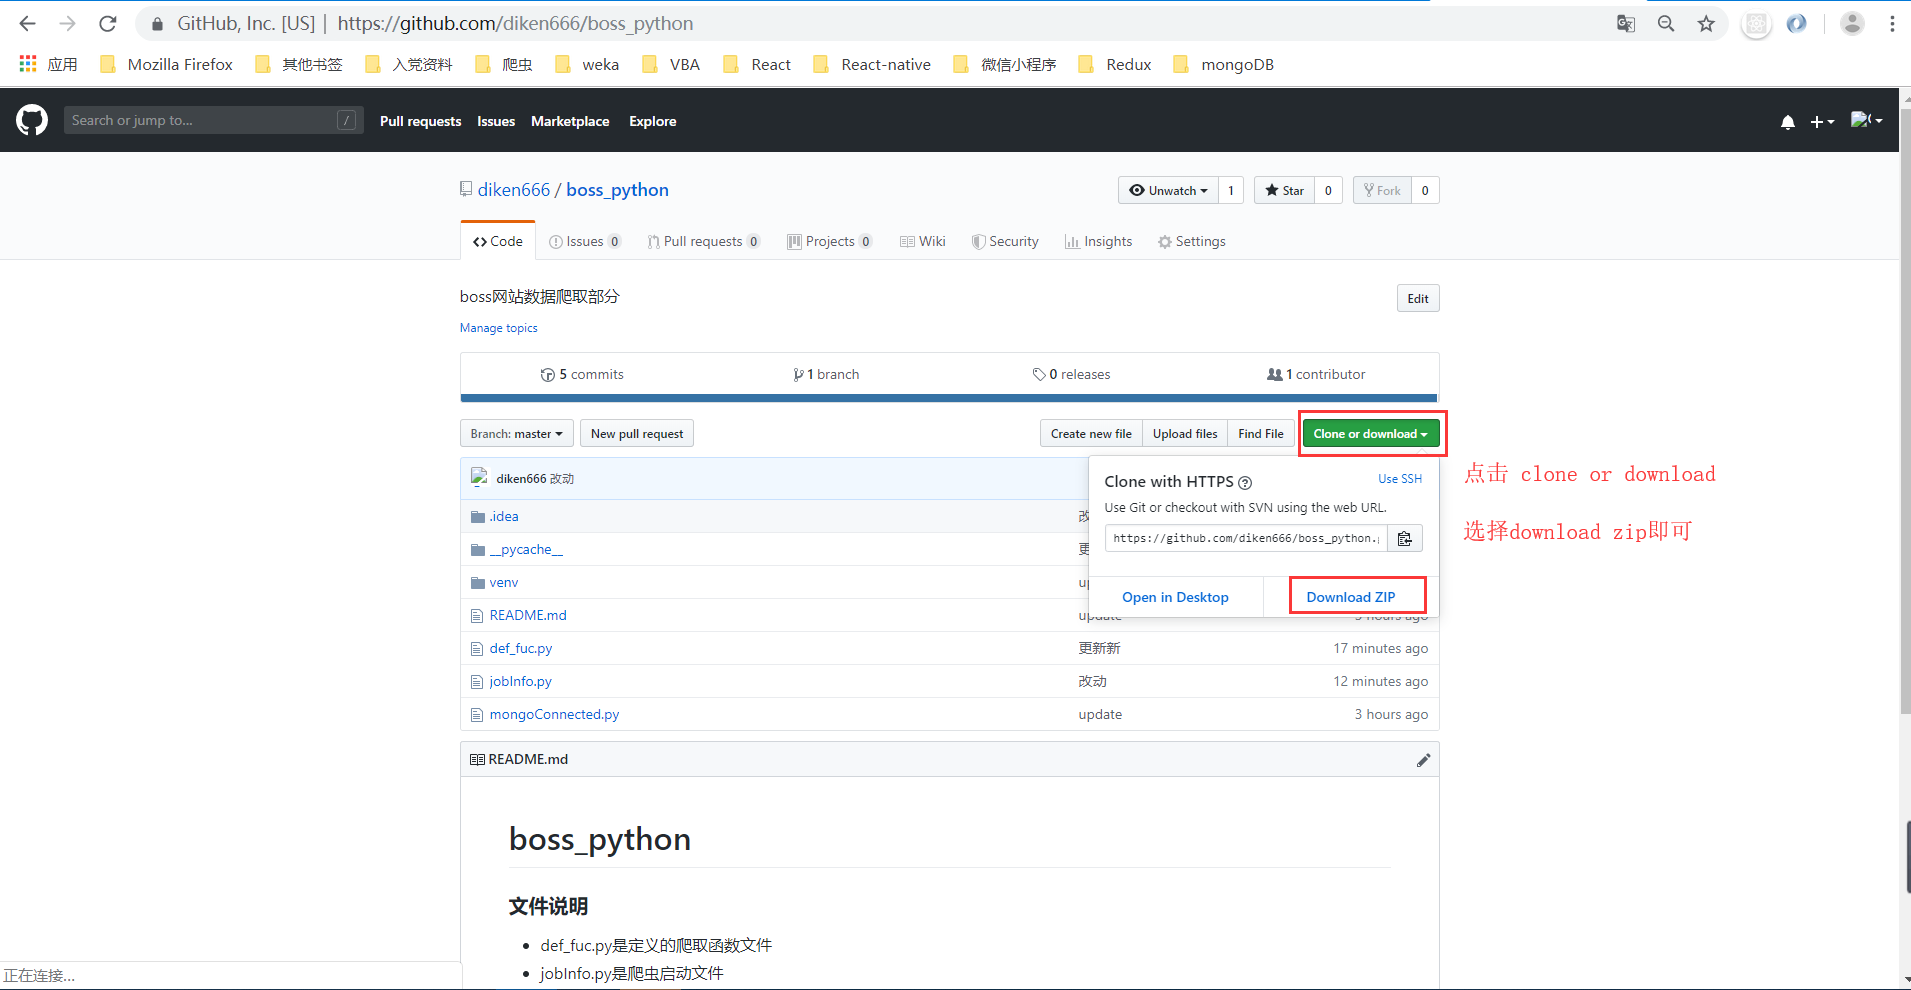 GitHub, Inc. [US] | https://github.com/diken666/boss_python
应用 Mozilla Firefox 其他书签 入党资料 爬虫 weka VBA React React-native 微信小程序 Redux mongoDB
Search or jump to... / Pull requests Issues Marketplace Explore
diken666 / boss_python
Unwatch 1 Star 0 Fork 0
Code Issues 0 Pull requests 0 Projects 0 Wiki Security Insights Settings
boss网站数据爬取部分
Edit
Manage topics
5 commits 1 branch 0 releases 1 contributor
Branch: master New pull request Create new file Upload files Find File Clone or download
点击 clone or download
选择download zip即可
Clone with HTTPS Use SSH
Use Git or checkout with SVN using the web URL.
https://github.com/diken666/boss_python.
Open in Desktop Download ZIP
diken666 改动
.idea
__pycache__ 更
venv
README.md update 3 hours ago
def_fuc.py 更新新 17 minutes ago
jobInfo.py 改动 12 minutes ago
mongoConnected.py update 3 hours ago
README.md
boss_python
文件说明
def_fuc.py是定义的爬取函数文件
jobInfo.py是爬虫启动文件
正在连接...